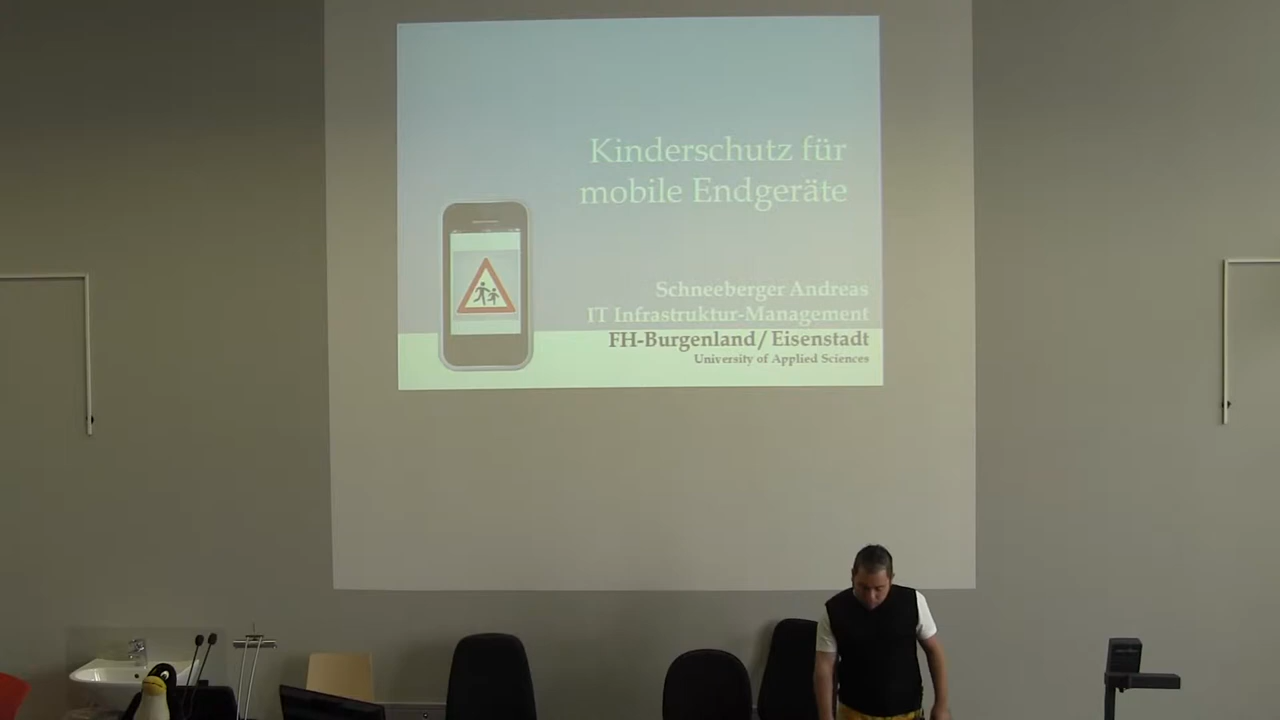 Kinderschutz für
mobile Endgeräte
Schneeberger Andreas
IT Infrastruktur-Management
FH-Burgenland / Eisenstadt
University of Applied Sciences